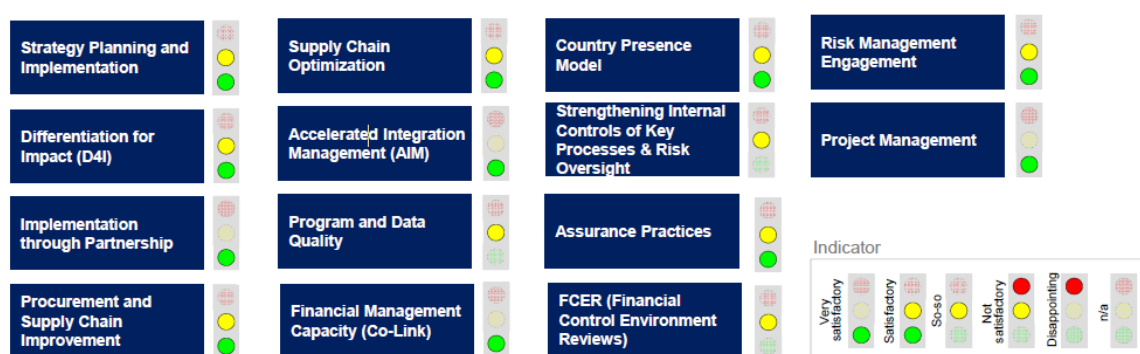 Strategy Planning and
Implementation
Supply Chain
Optimization
Country Presence
Model
Risk Management
Engagement
Differentiation for
Impact (D4I)
Accelerated Integration
Management (AIM)
Strengthening Internal
Controls of Key
Processes & Risk
Oversight
Project Management
Implementation
through Partnership
Program and Data
Quality
Assurance Practices
Procurement and
Supply Chain
Improvement
Financial Management
Capacity (Co-Link)
FCER (Financial
Control Environment
Reviews)
Indicator
Very
satisfactory
Satisfactory
So-so
Not
satisfactory
Disappointing
n/a